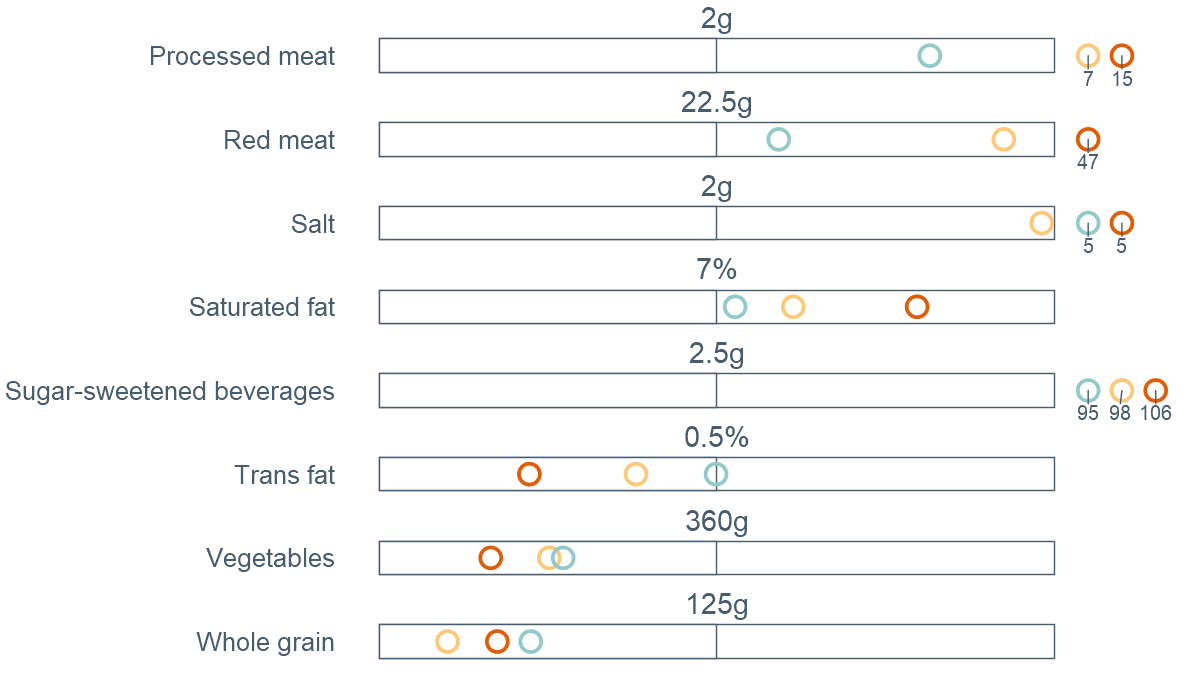 2g
Processed meat
7 15
22.5g
Red meat
47
2g
Salt
5 5
7%
Saturated fat
2.5g
Sugar-sweetened beverages
95 98 106
0.5%
Trans fat
360g
Vegetables
125g
Whole grain